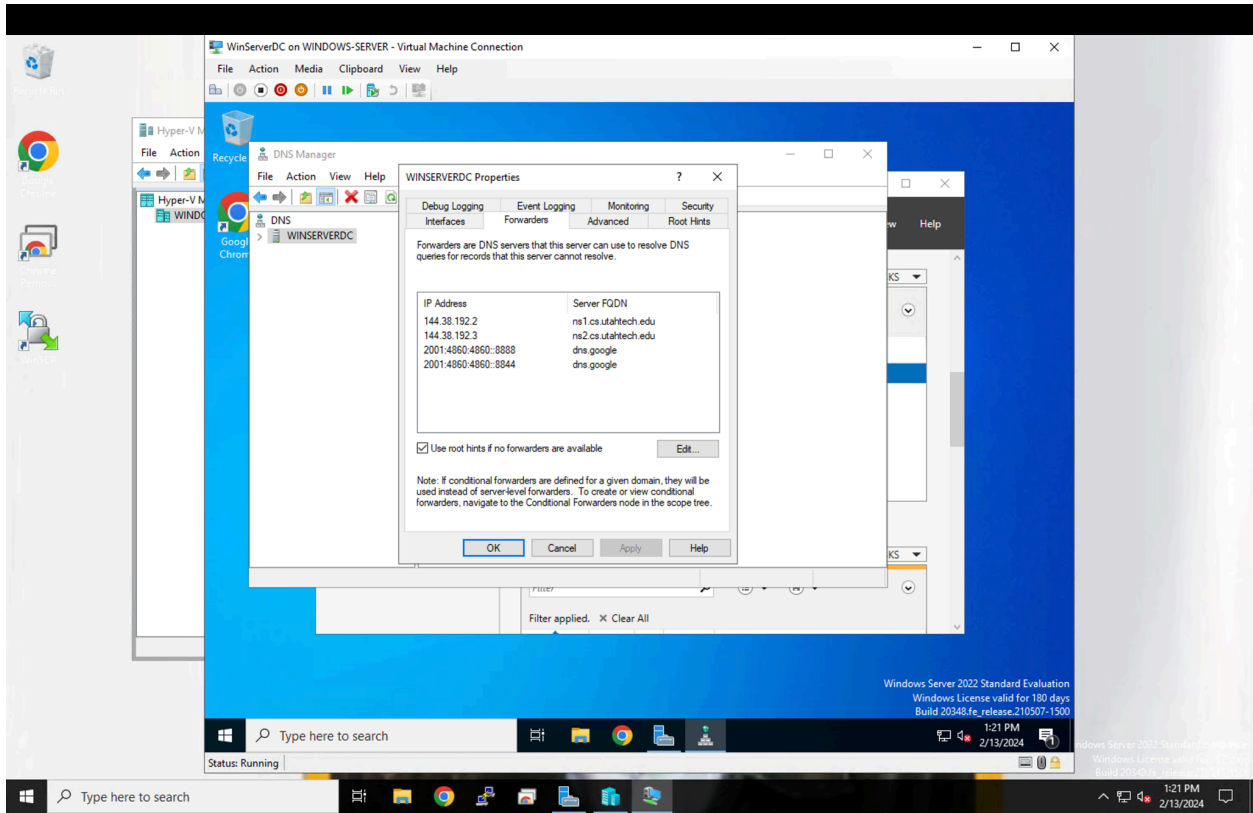 WinServerDC on WINDOWS-SERVER - Virtual Machine Connection
File Action Media Clipboard View Help
Hyper-V M
File Action
Hyper-V M
WINDO
Recycle
DNS Manager
File Action View Help
DNS
WINSERVERDC
Googl
Chrom
WINSERVERDC Properties
? 
Debug Logging Event Logging Monitoring Security
Interfaces Forwarders Advanced Root Hints
Forwarders are DNS servers that this server can use to resolve DNS
queries for records that this server cannot resolve.
IP Address Server FQDN
144.38.192.2 ns1.cs.utahtech.edu
144.38.192.3 ns2.cs.utahtech.edu
2001:4860:4860::8888 dns.google
2001:4860:4860::8844 dns.google
Use root hints if no forwarders are available
Edit...
Note: If conditional forwarders are defined for a given domain, they will be
used instead of server-level forwarders. To create or view conditional
forwarders, navigate to the Conditional Forwarders node in the scope tree.
OK Cancel Apply Help
ew Help
KS
KS
Filter
Filter applied. × Clear All
Windows Server 2022 Standard Evaluation
Windows License valid for 180 days
Build 20348.fe_release.210507-1500
Type here to search
1:21 PM
2/13/2024
1
Status: Running
Type here to search
1:21 PM
2/13/2024